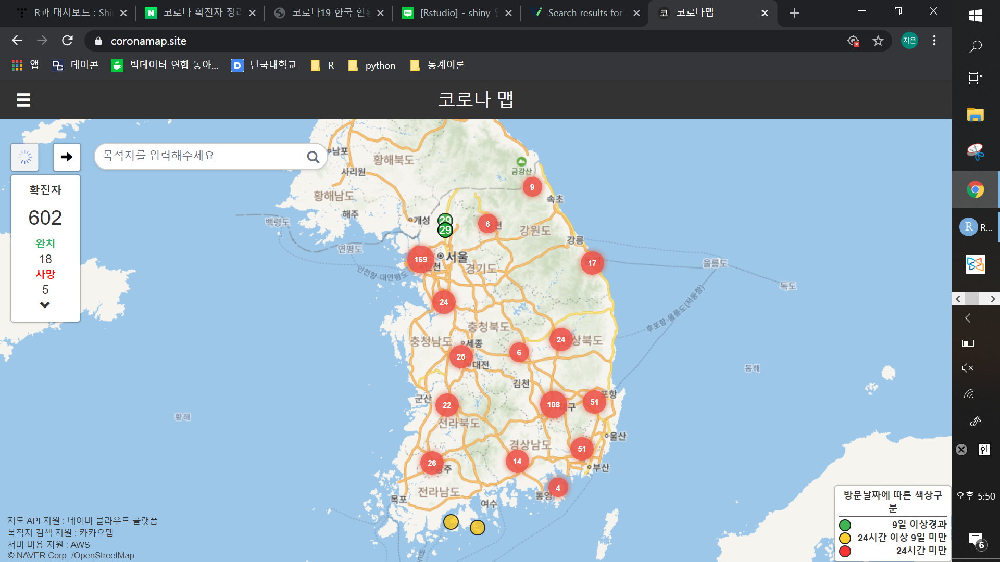 R과 대시보드 : Shi
코로나 확진자 정리
코로나19 한국 현황
[Rstudio] - shiny
Search results for
코로나맵
coronamap.site
지은
앱
데이콘
빅데이터 연합 동아...
단국대학교
R
python
통계이론
코로나 맵
목적지를 입력해주세요
확진자
602
완치
18
사망
5
남포
황해북도
사리원
금강산
황해남도
9
속초
해주
개성
29
29
6
천
강원도
백령도
강릉
연평도
169
서울
인천
경기도
17
울릉도
인천항-대연평도
독도
24
후포항-울릉도(저동항)
충청북도
충청남도
세종
24
상북도
25
대전
6
동해
김천
군산
22
108
구
51
포항
황해
전라북도
울산
경상남도
51
26
광주
14
부산
전라남도
4
통영
목포
여수
지도 API 지원 : 네이버 클라우드 플랫폼
목적지 검색 지원 : 카카오맵
서버 비용 지원 : AWS
© NAVER Corp. /OpenStreetMap
방문날짜에 따른 색상구
분
9일 이상경과
24시간 이상 9일 미만
24시간 미만
R R...
한
오후 5:50
6